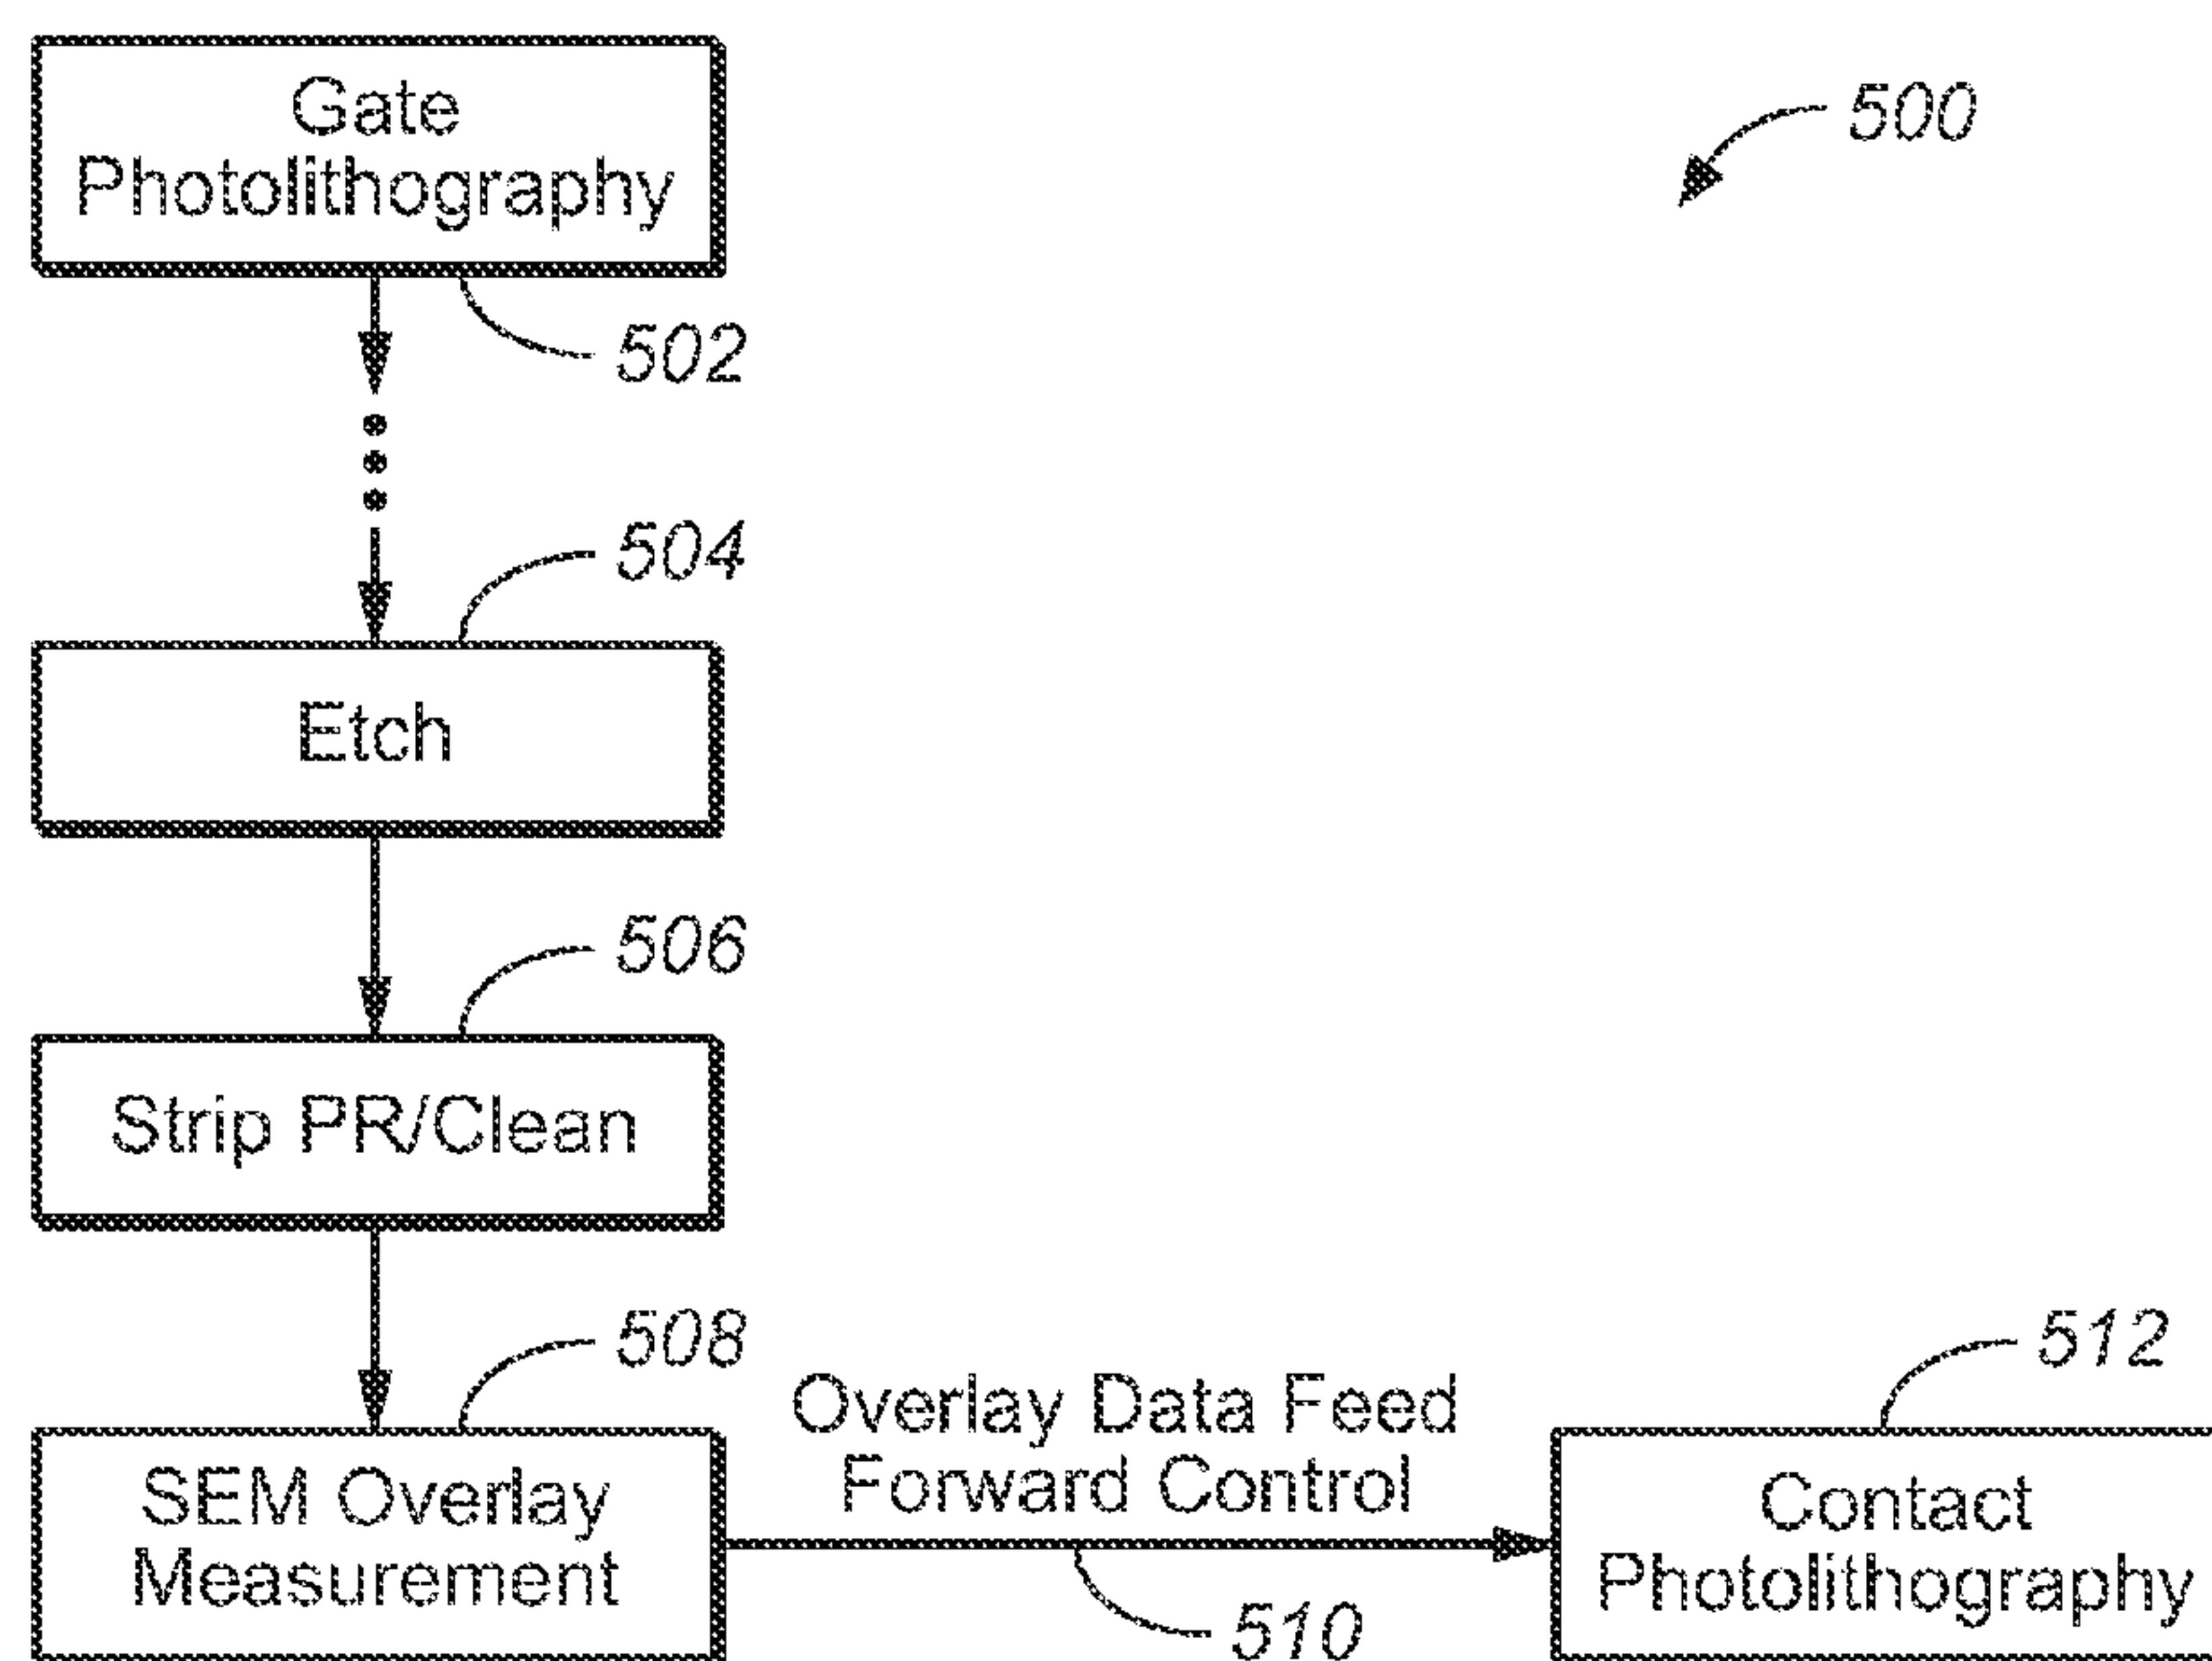 Gate
Photolithography
500
502
504
Etch
506
Strip PR/Clean
508
SEM Overlay
Measurement
Overlay Data Feed
Forward Control
510
512
Contact
Photolithography